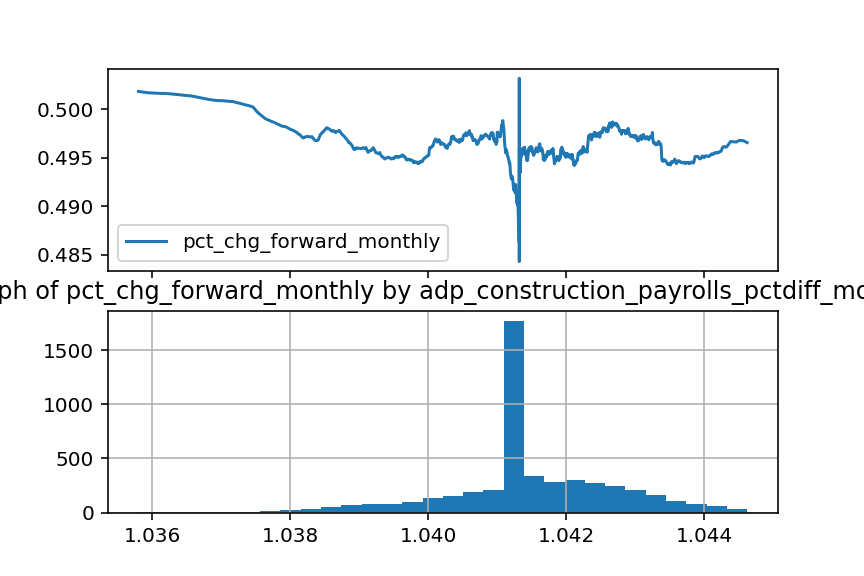 0.500
0.495
0.490
0.485
pct_chg_forward_monthly
ph of pct_chg_forward_monthly by adp_construction_payrolls_pctdiff_mo
1500
1000
500
0
1.036 1.038 1.040 1.042 1.044